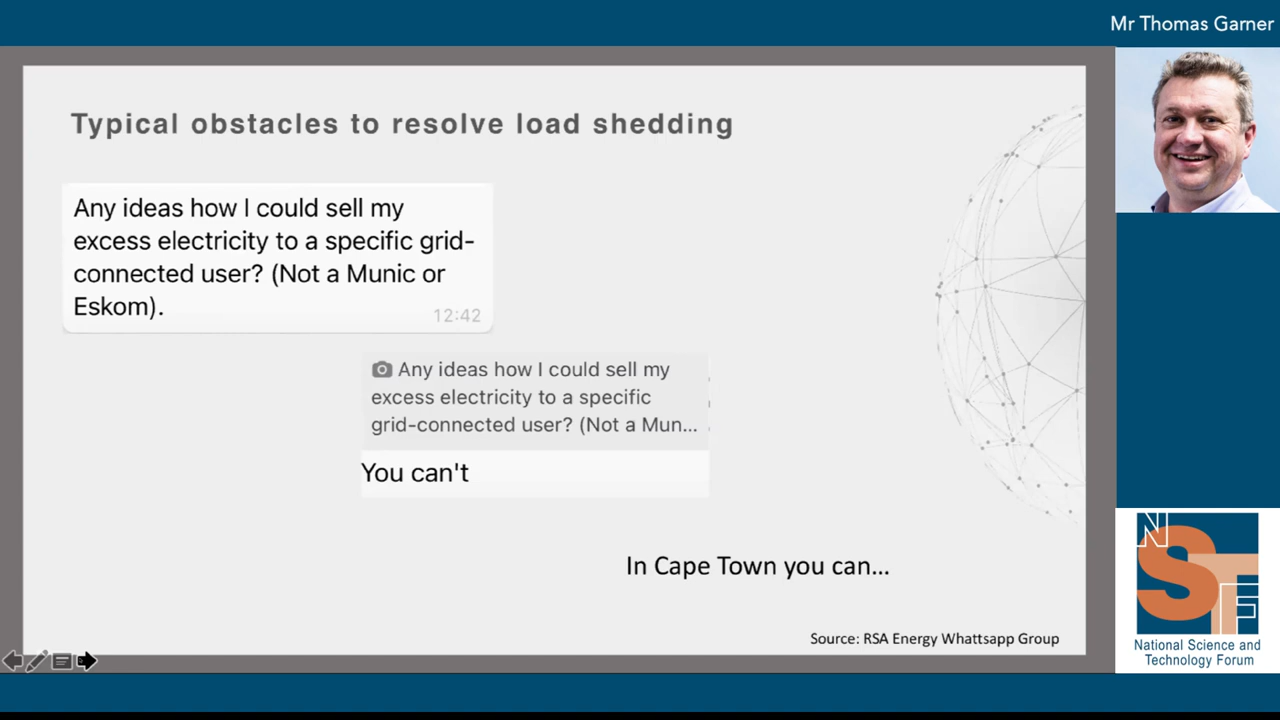 Mr Thomas Garner
Typical obstacles to resolve load shedding
Any ideas how I could sell my
excess electricity to a specific grid-
connected user? (Not a Munic or
Eskom).
12:42
Any ideas how I could sell my
excess electricity to a specific
grid-connected user? (Not a Mun...
You can't
In Cape Town you can...
Source: RSA Energy Whattsapp Group
NSTF
National Science and
Technology Forum